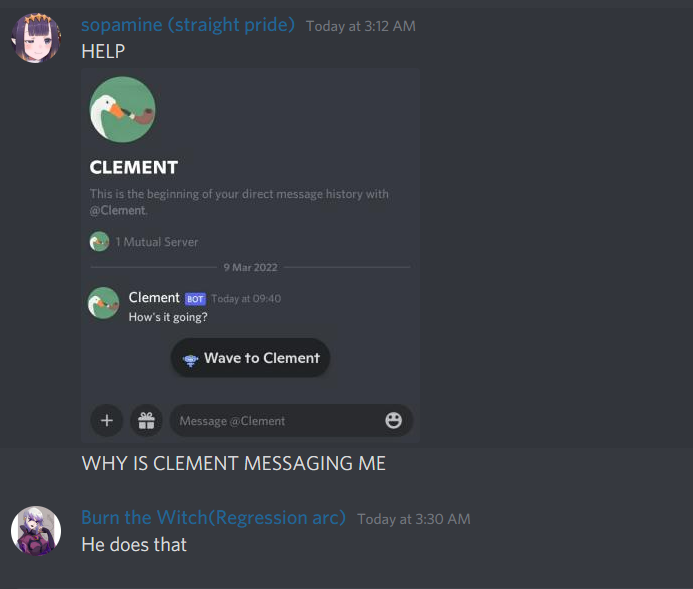 sopamine (straight pride) Today at 3:12 AM
HELP
CLEMENT
This is the beginning of your direct message history with
@Clement.
1 Mutual Server
9 Mar 2022
Clement BOT Today at 09:40
How's it going?
Wave to Clement
Message @Clement
WHY IS CLEMENT MESSAGING ME
Burn the Witch(Regression arc) Today at 3:30 AM
He does that